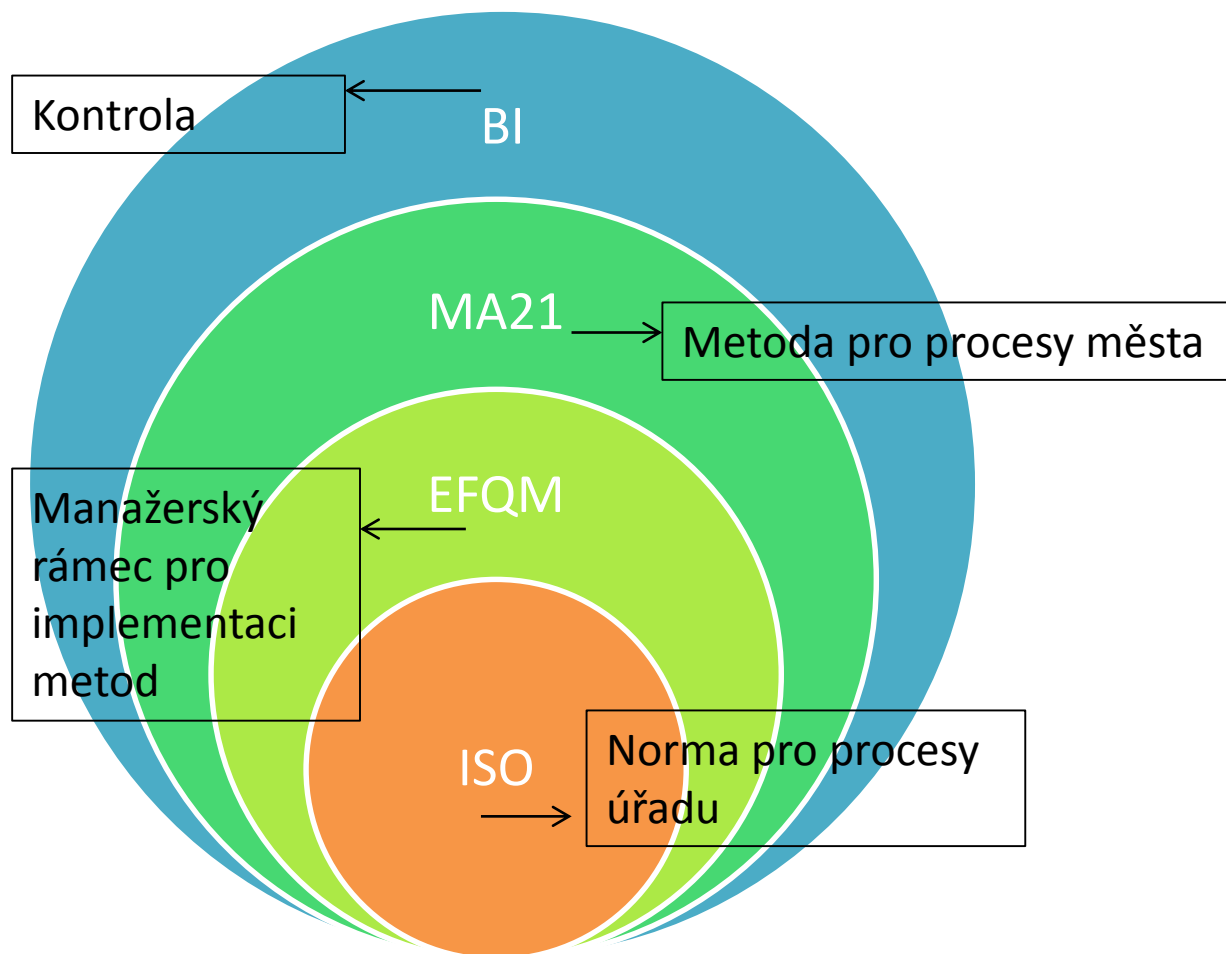 Kontrola
BI
MA21
Metoda pro procesy města
EFQM
Manažerský
rámec pro
implementaci
metod
ISO
Norma pro procesy
úřadu